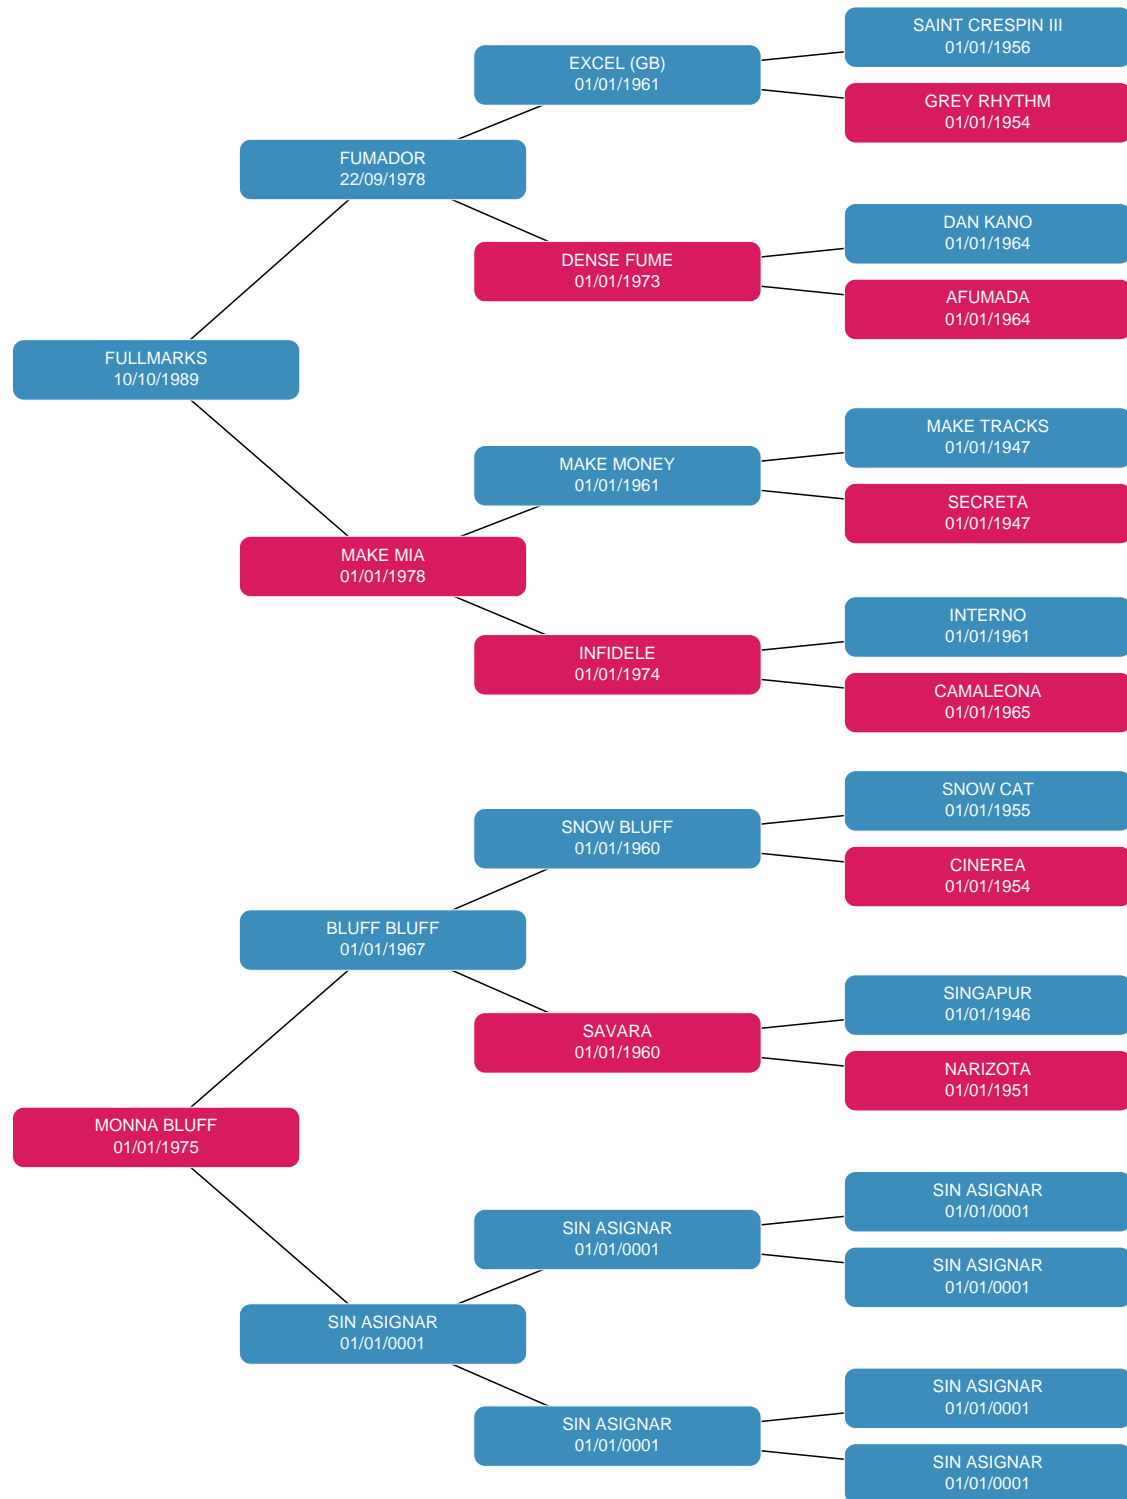 SAINT CRESPIN III
01/01/1956
EXCEL (GB)
01/01/1961
GREY RHYTHM
01/01/1954
FUMADOR
22/09/1978
DAN KANO
01/01/1964
DENSE FUME
01/01/1973
AFUMADA
01/01/1964
FULLMARKS
10/10/1989
MAKE TRACKS
01/01/1947
MAKE MONEY
01/01/1961
SECRETA
01/01/1947
MAKE MIA
01/01/1978
INTERNO
01/01/1961
INFIDELE
01/01/1974
CAMALEONA
01/01/1965
SNOW CAT
01/01/1955
SNOW BLUFF
01/01/1960
CINEREA
01/01/1954
BLUFF BLUFF
01/01/1967
SINGAPUR
01/01/1946
SAVARA
01/01/1960
NARIZOTA
01/01/1951
MONNA BLUFF
01/01/1975
SIN ASIGNAR
01/01/0001
SIN ASIGNAR
01/01/0001
SIN ASIGNAR
01/01/0001
SIN ASIGNAR
01/01/0001
SIN ASIGNAR
01/01/0001
SIN ASIGNAR
01/01/0001
SIN ASIGNAR
01/01/0001